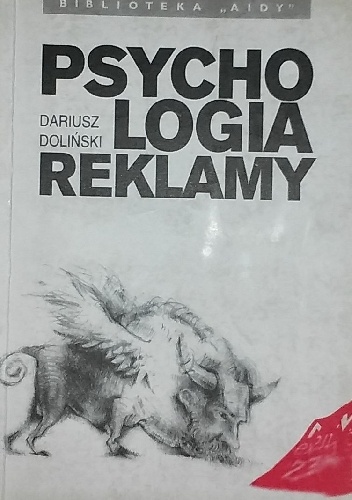 BIBLIOTEKA „AIDY”
PSYCHO
DARIUSZ
DOLIŃSKI
LOGIA
REKLAMY